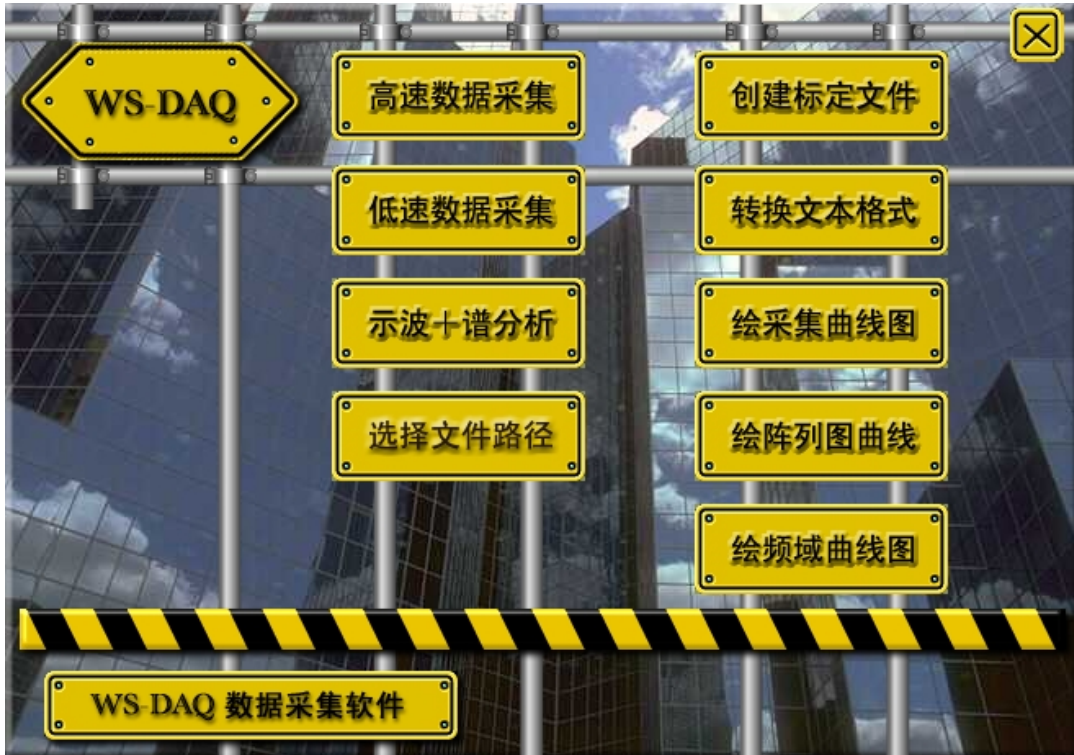 WS-DAQ
高速数据采集
低速数据采集
示波+谱分析
选择文件路径
创建标定文件
转换文本格式
绘采集曲线图
绘阵列图曲线
绘频域曲线图
WS-DAQ 数据采集软件